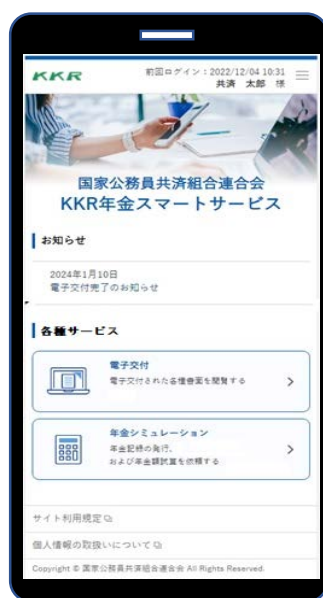 KKR
前回ログイン：2022/12/04 10:31
共済 太郎 様
国家公務員共済組合連合会
KKR年金スマートサービス
お知らせ
2024年1月10日
電子交付完了のお知らせ
各種サービス
電子交付
電子交付された各種書面を閲覧する
年金シミュレーション
年金記録の発行、
および年金額試算を依頼する
サイト利用規定
個人情報の取扱いについて
Copyright © 国家公務員共済組合連合会 All Rights Reserved.